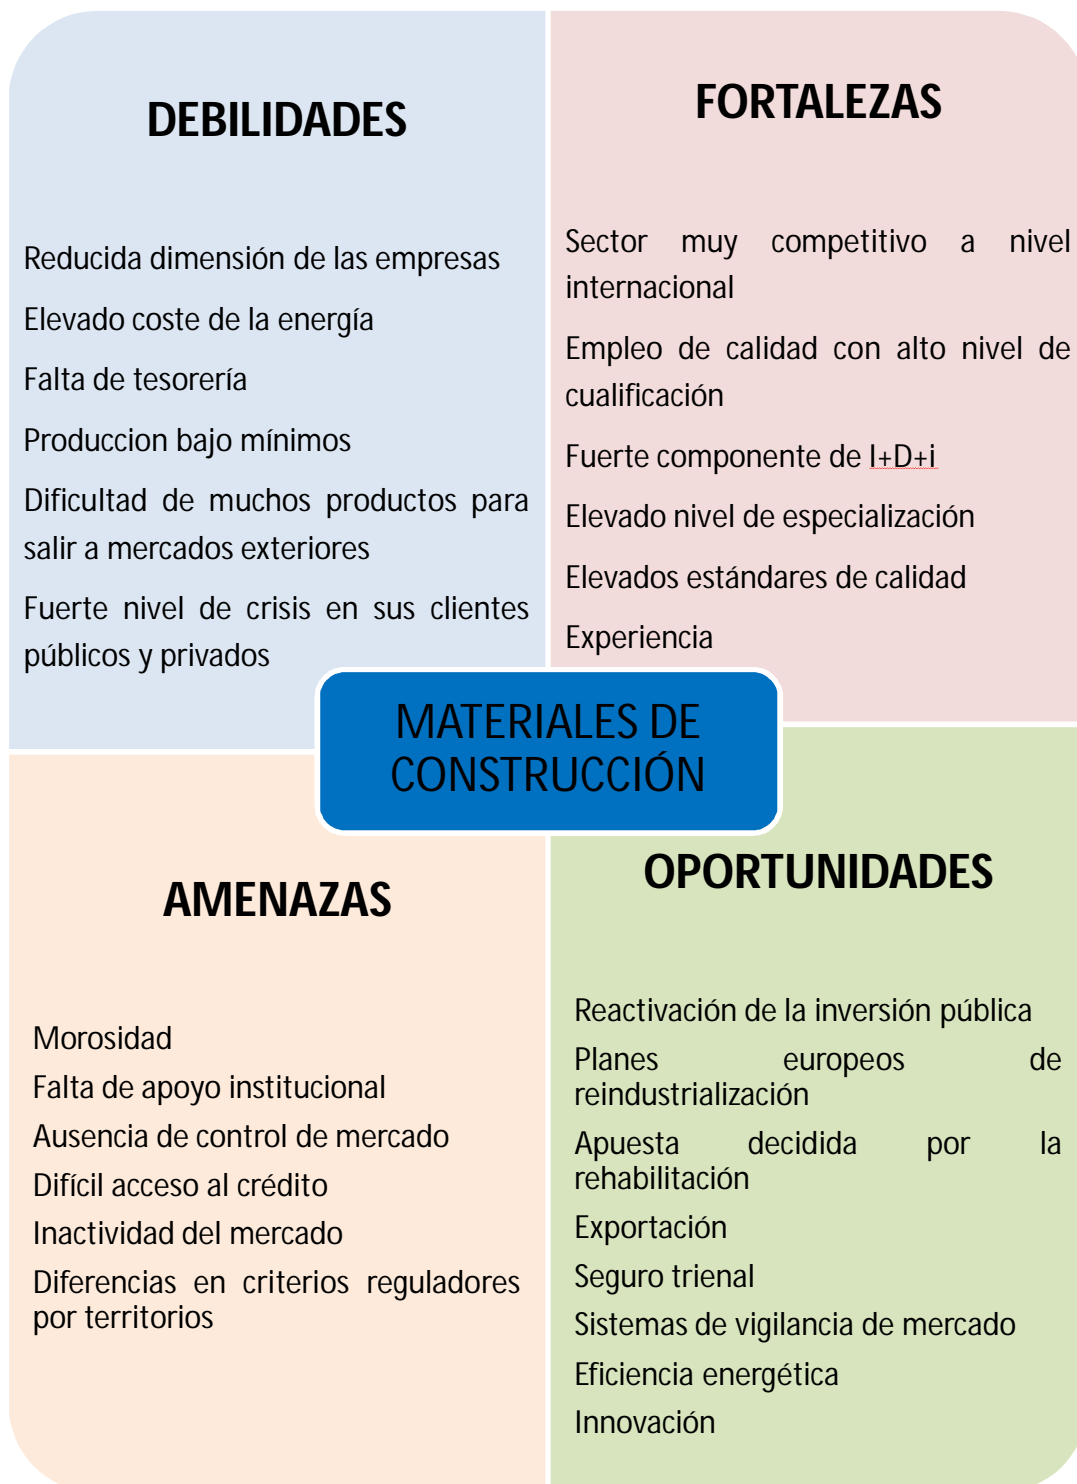 DEBILIDADES
Reducida dimensión de las empresas
Elevado coste de la energía
Falta de tesorería
Produccion bajo mínimos
Dificultad de muchos productos para
salir a mercados exteriores
Fuerte nivel de crisis en sus clientes
públicos y privados
FORTALEZAS
Sector muy competitivo a nivel
internacional
Empleo de calidad con alto nivel de
cualificación
Fuerte componente de I+D+i
Elevado nivel de especialización
Elevados estándares de calidad
Experiencia
MATERIALES DE
CONSTRUCCIÓN
AMENAZAS
Morosidad
Falta de apoyo institucional
Ausencia de control de mercado
Difícil acceso al crédito
Inactividad del mercado
Diferencias en criterios reguladores
por territorios
OPORTUNIDADES
Reactivación de la inversión pública
Planes europeos de
reindustrialización
Apuesta decidida por la
rehabilitación
Exportación
Seguro trienal
Sistemas de vigilancia de mercado
Eficiencia energética
Innovación